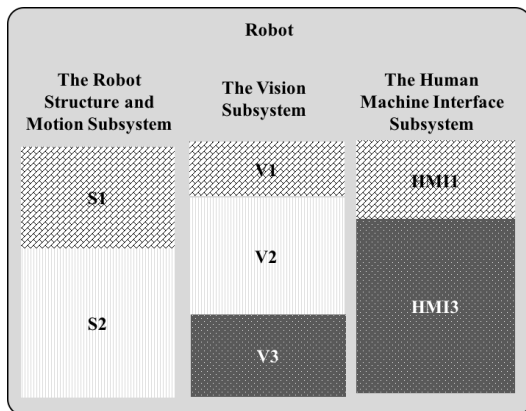 Robot
The Robot
Structure and
Motion Subsystem
The Vision
Subsystem
The Human
Machine Interface
Subsystem
S1
S2
V1
V2
V3
HMI1
HMI3